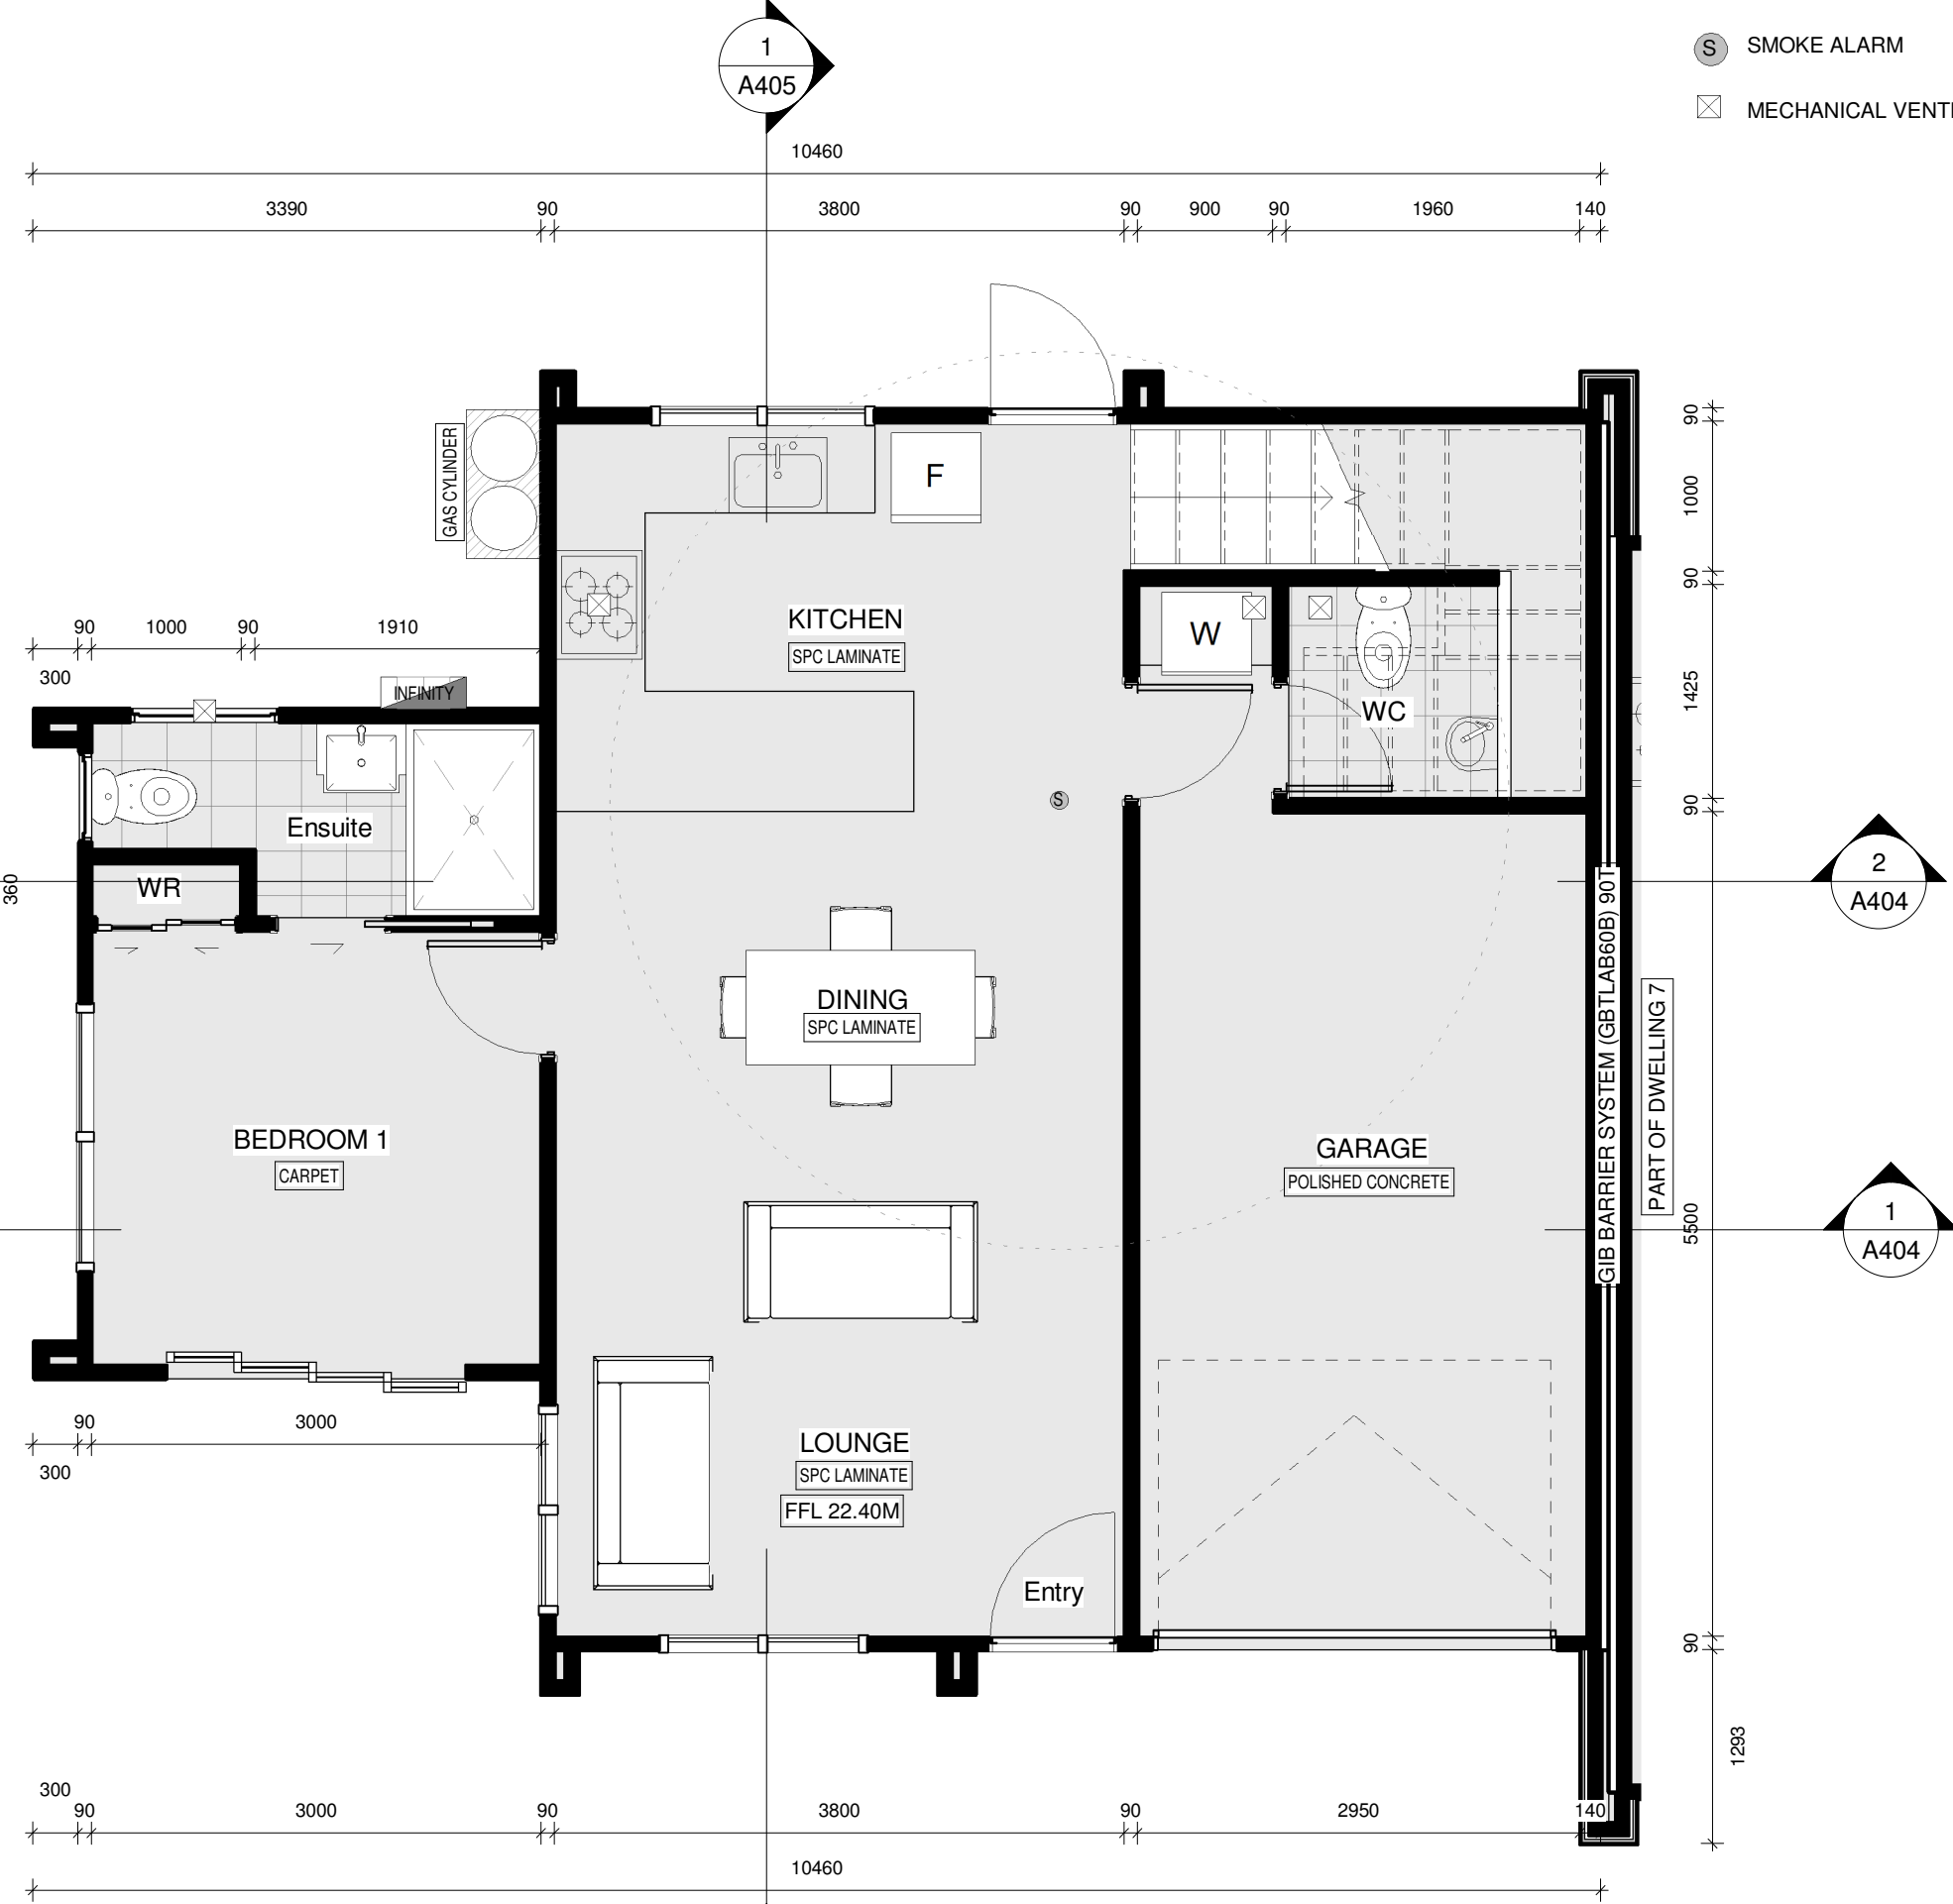 1
A405
S SMOKE ALARM
MECHANICAL VENTI
10460
3390 90 3800 90 900 90 1960 140
GAS CYLINDER
F
90
1000
90
1425
90
5500
90
1293
90 1000 90 1910
300
INFINITY
KITCHEN
SPC LAMINATE
W
WC
S
Ensuite
WR
360
2
A404
DINING
SPC LAMINATE
BEDROOM 1
CARPET
GARAGE
POLISHED CONCRETE
GIB BARRIER SYSTEM (GBTLAB60B) 90T
PART OF DWELLING 7
1
A404
90 3000
300
LOUNGE
SPC LAMINATE
FFL 22.40M
Entry
300
90 3000 90 3800 90 2950 140
10460